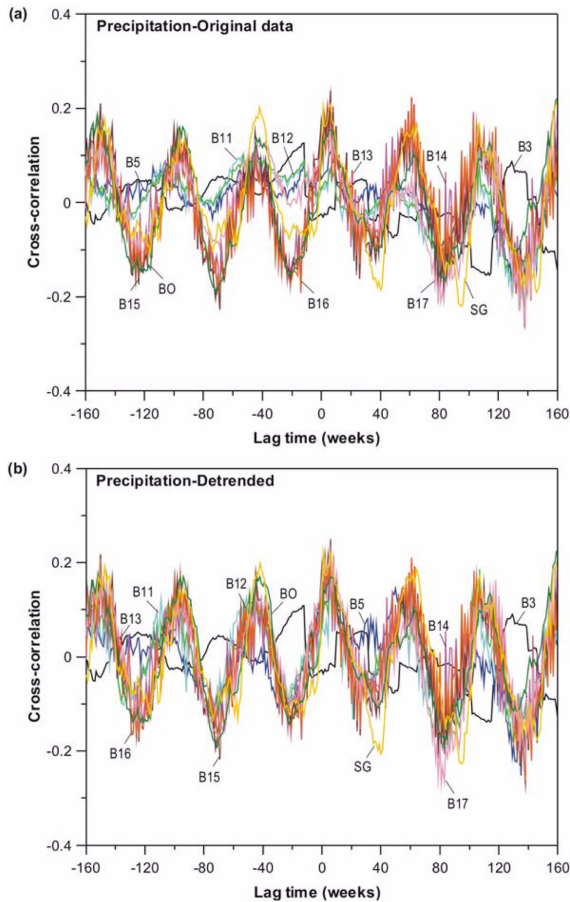 (a)
Precipitation-Original data
0.4
0.2
0
-0.2
-0.4
Cross-correlation
B5
B11
B12
B13
B14
B3
B15
BO
B16
B17
SG
-160 -120 -80 -40 0 40 80 120 160
Lag time (weeks)
(b)
Precipitation-Detrended
0.4
0.2
0
-0.2
-0.4
Cross-correlation
B13
B11
B12
BO
B5
B14
B3
B16
B15
SG
B17
-160 -120 -80 -40 0 40 80 120 160
Lag time (weeks)